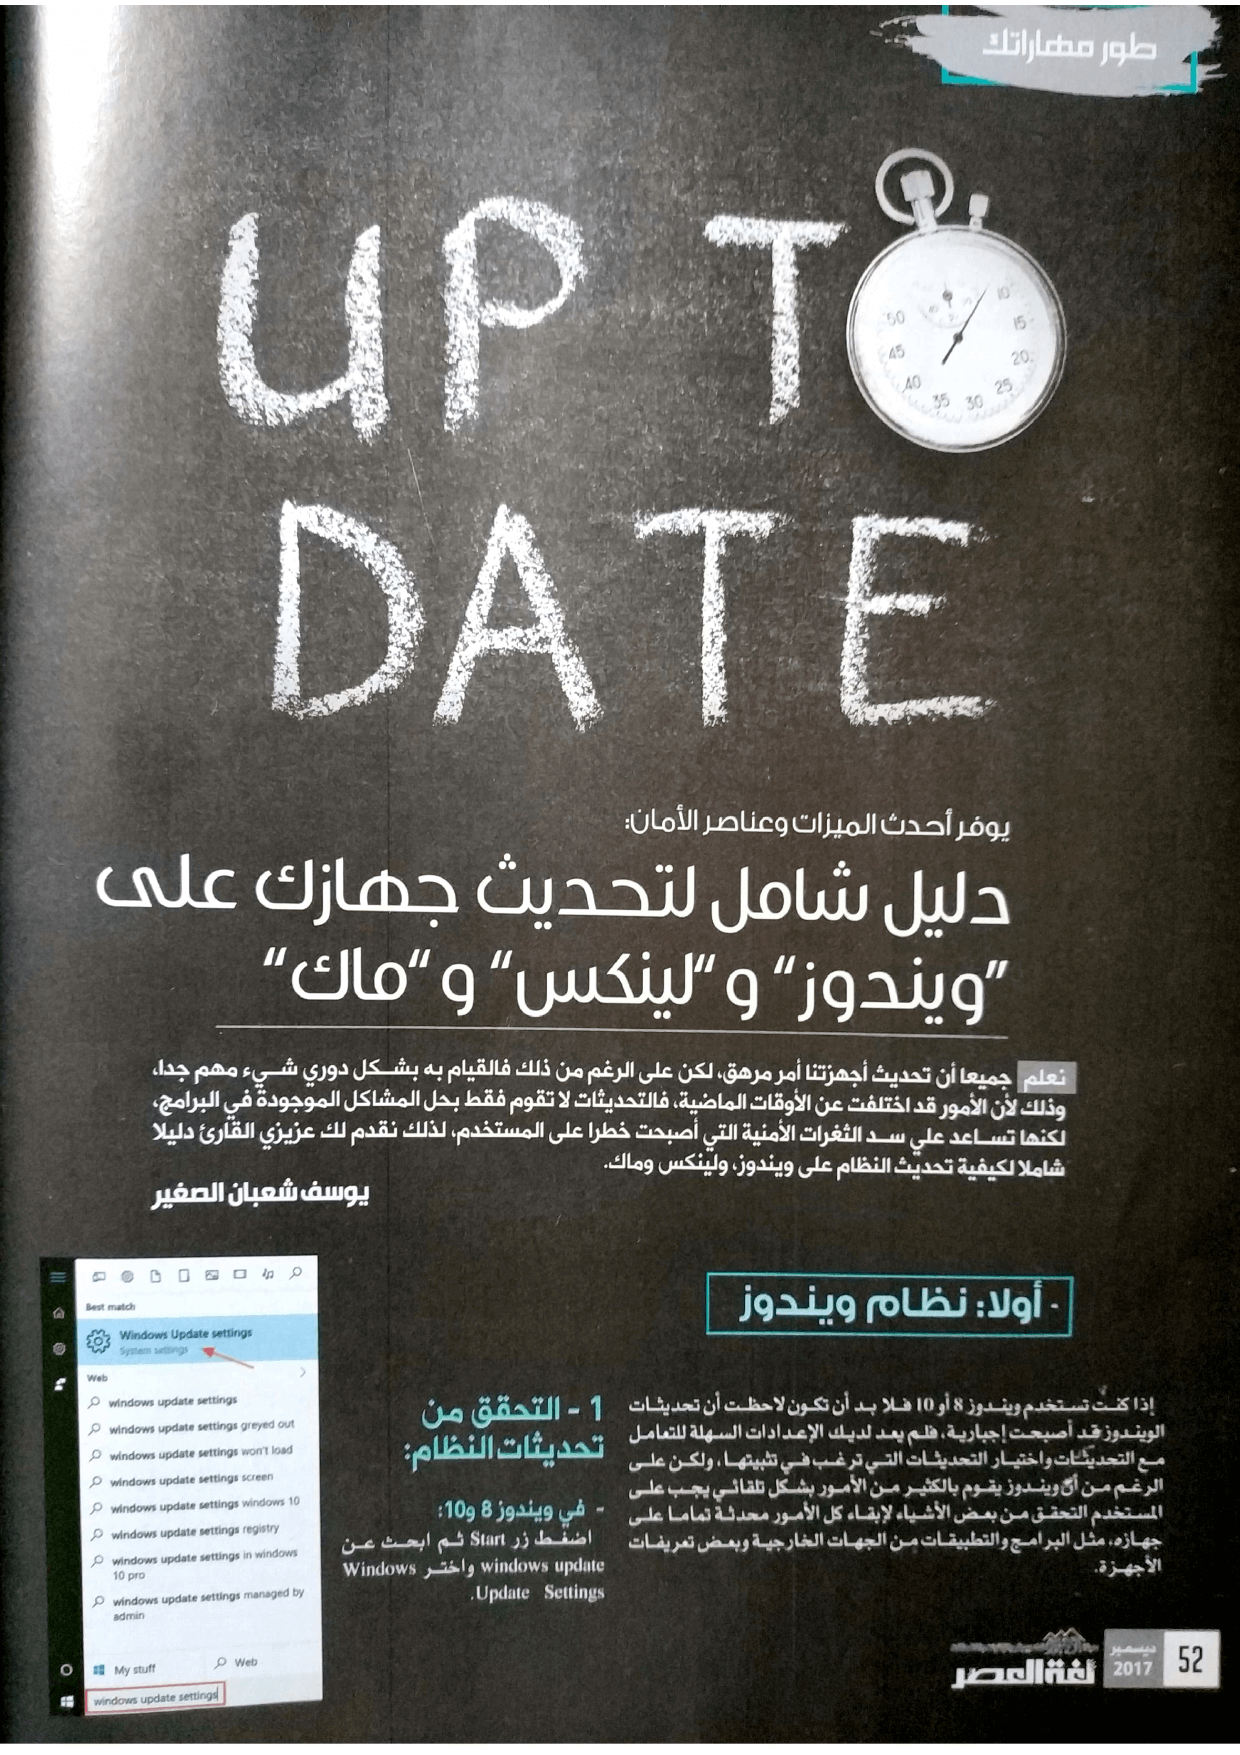 طور مهاراتك
UP TO
DATE
50
10
15
45
20
40
25
35
30
يوفر أحدث الميزات وعناصر الأمان:
دليل شامل لتحديث جهازك على
"ويندوز" و"لينكس" و"ماك"
نعلم جميعا أن تحديث أجهزتنا أمر مرهق، لكن على الرغم من ذلك فالقيام به بشكل دوري شيء مهم جدا،
وذلك لأن الأمور قد اختلفت عن الأوقات الماضية، فالتحديثات لا تقوم فقط بحل المشاكل الموجودة في البرامج،
لكنها تساعد علي سد الثغرات الأمنية التي أصبحت خطرا على المستخدم، لذلك نقدم لك عزيزي القارئ دليلا
شاملا لكيفية تحديث النظام على ويندوز، ولينكس وماك.
يوسف شعبان الصغير
- أولا: نظام ويندوز
إذا كنت تستخدم ويندوز 8 أو 10 فلا بد أن تكون لاحظت أن تحديثات
الويندوز قد أصبحت إجبارية، فلم يعد لديك الإعدادات السهلة للتعامل
مع التحديثات واختيار التحديثات التي ترغب في تثبيتها، ولكن على
الرغم من أن ويندوز يقوم بالكثير من الأمور بشكل تلقائي يجب على
المستخدم التحقق من بعض الأشياء لإبقاء كل الأمور محدثة تماما على
جهازه، مثل البرامج والتطبيقات من الجهات الخارجية وبعض تعريفات
الأجهزة.
1 - التحقق من
تحديثات النظام:
- في ويندوز 8 و10:
اضغط زر Start ثم ابحث عن
windows update واختر Windows
Update Settings.
Best match
Windows Update settings
System settings
Web
windows update settings
windows update settings greyed out
windows update settings won't load
windows update settings screen
windows update settings windows 10
windows update settings registry
windows update settings in windows
10 pro
windows update settings managed by
admin
My stuff
Web
windows update settings
لغة العصر
ديسمبر
2017
52